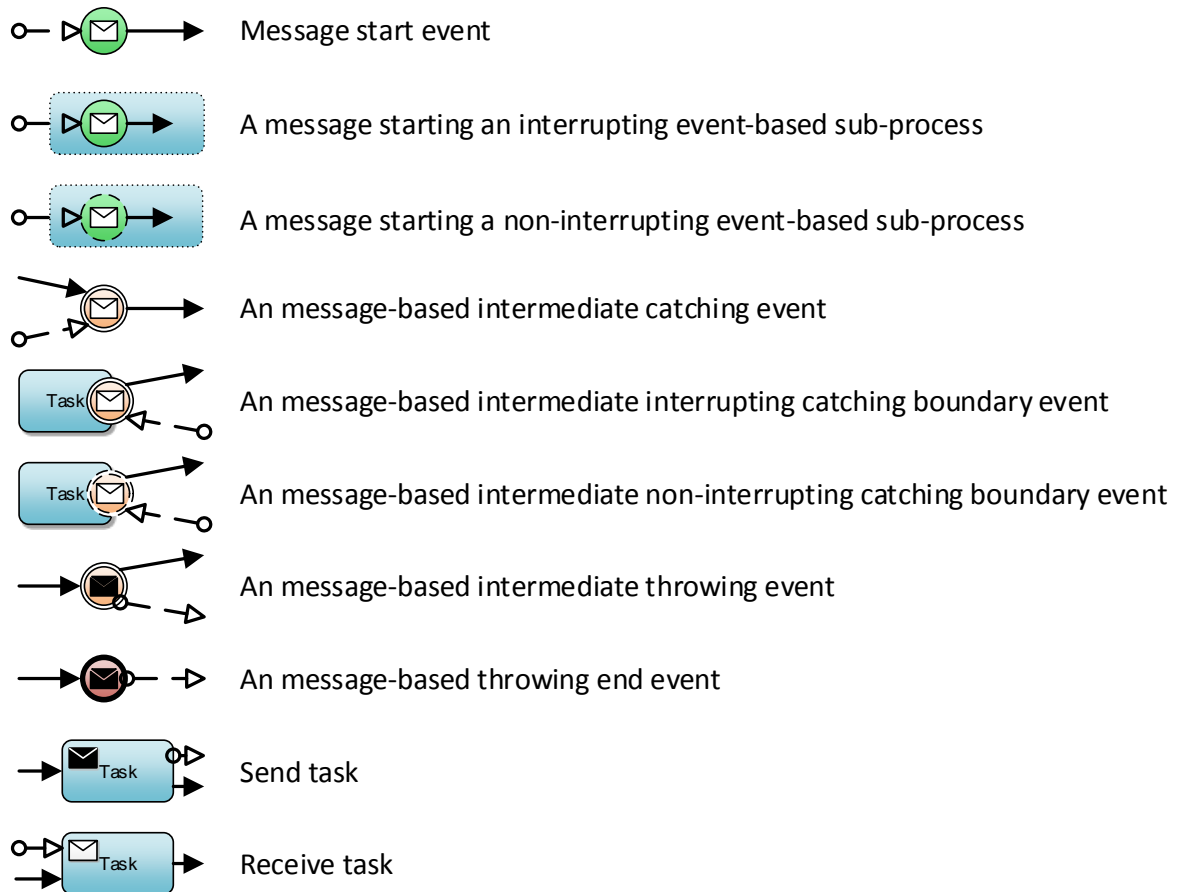 Message start event
A message starting an interrupting event-based sub-process
A message starting a non-interrupting event-based sub-process
An message-based intermediate catching event
Task
An message-based intermediate interrupting catching boundary event
Task
An message-based intermediate non-interrupting catching boundary event
An message-based intermediate throwing event
An message-based throwing end event
Task
Send task
Task
Receive task